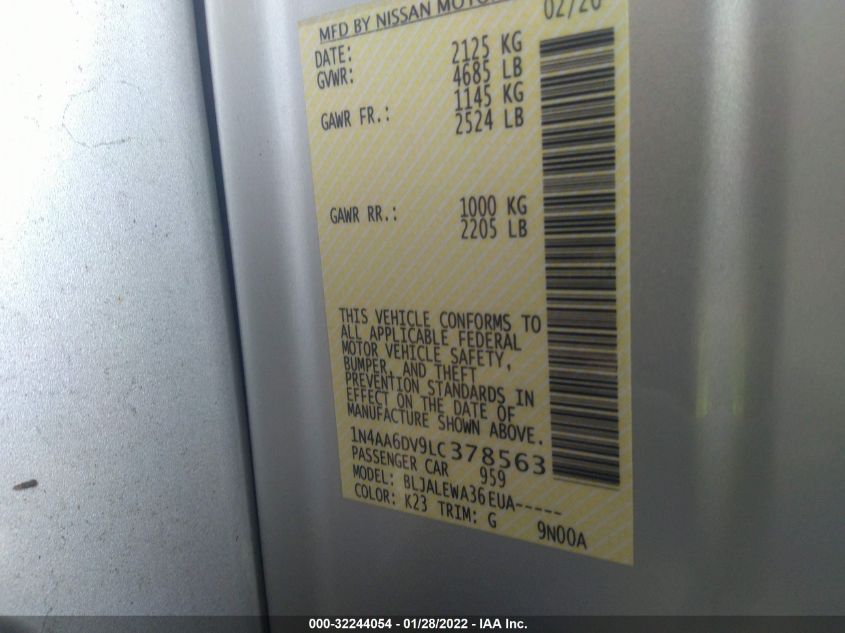 MFD BY NISSAN MOTOR
02/20
DATE: 2125 KG
GVWR: 4685 LB
1145 KG
GAWR FR.: 2524 LB
GAWR RR.: 1000 KG
2205 LB
THIS VEHICLE CONFORMS TO
ALL APPLICABLE FEDERAL
MOTOR VEHICLE SAFETY,
BUMPER, AND THEFT
PREVENTION STANDARDS IN
EFFECT ON THE DATE OF
MANUFACTURE SHOWN ABOVE.
1N4AA6DV9LC378563
PASSENGER CAR 959
MODEL: BLJALEWA36EUA-----
COLOR: K23 TRIM: G 9N00A
000-32244054 - 01/28/2022 - IAA Inc.